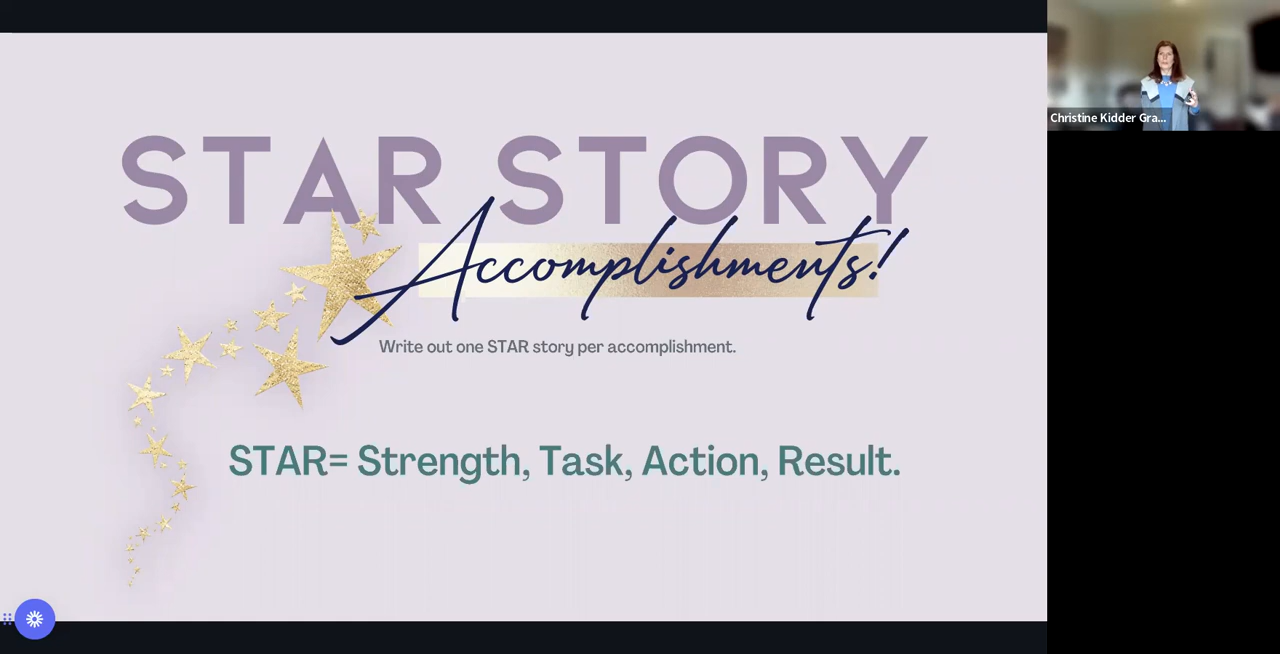 STAR STORY
Accomplishments!
Write out one STAR story per accomplishment.
STAR= Strength, Task, Action, Result.
Christine Kidder Gra...